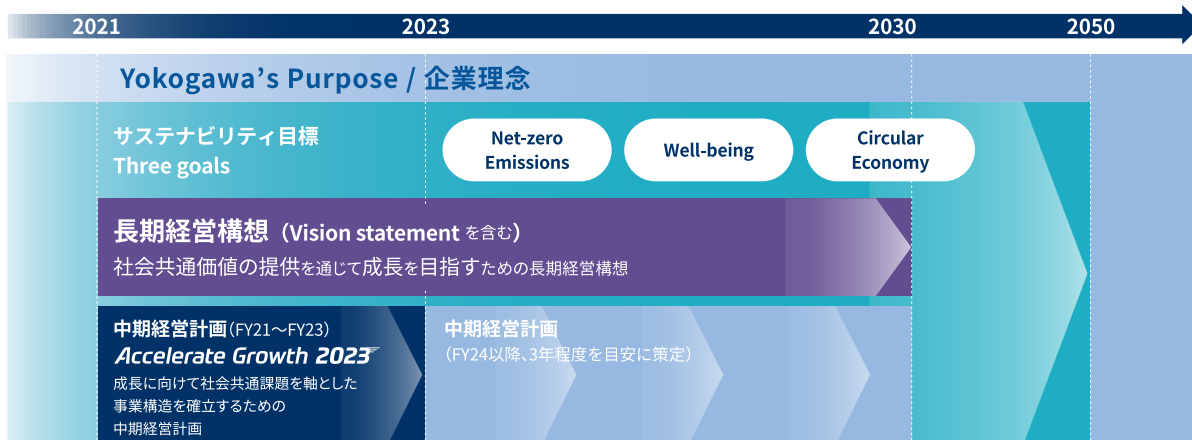 2021 2023 2030 2050
Yokogawa's Purpose / 企業理念
サステナビリティ目標
Three goals
Net-zero
Emissions
Well-being
Circular
Economy
長期経営構想（Vision statement を含む）
社会共通価値の提供を通じて成長を目指すための長期経営構想
中期経営計画（FY21〜FY23）
Accelerate Growth 2023
成長に向けて社会共通課題を軸とした
事業構造を確立するための
中期経営計画
中期経営計画
（FY24以降、3年程度を目安に策定）